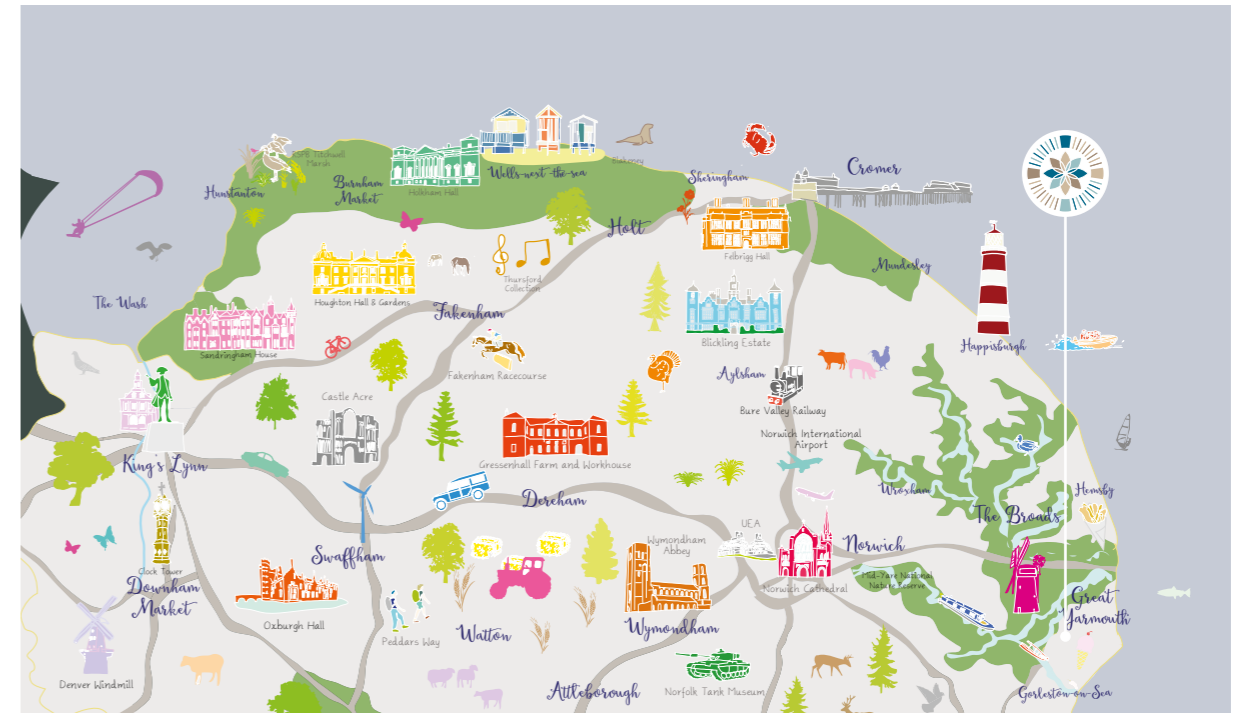 RSPB Titchwell
Marsh
Hunstanton
Burnham
Market
Holkham Hall
Wells-next-the-sea
Blakeney
Sheringham
Cromer
Holt
Felbrigg Hall
Mundesley
Thursford
Collection
Houghton Hall & Gardens
The Wash
Fakenham
Sandringham House
Blickling Estate
Happisburgh
Fakenham Racecourse
Aylsham
Castle Acre
Bure Valley Railway
Norwich International
Airport
King's Lynn
Gressenhall Farm and Workhouse
Dereham
Wroxham
Hemsby
The Broads
UEA
Wymondham
Abbey
Norwich
Swaffham
Clock Tower
Downham
Market
Mid-Yare National
Nature Reserve
Norwich Cathedral
Great
Yarmouth
Oxburgh Hall
Peddars Way
Watton
Wymondham
Denver Windmill
Attleborough
Norfolk Tank Museum
Gorleston-on-Sea